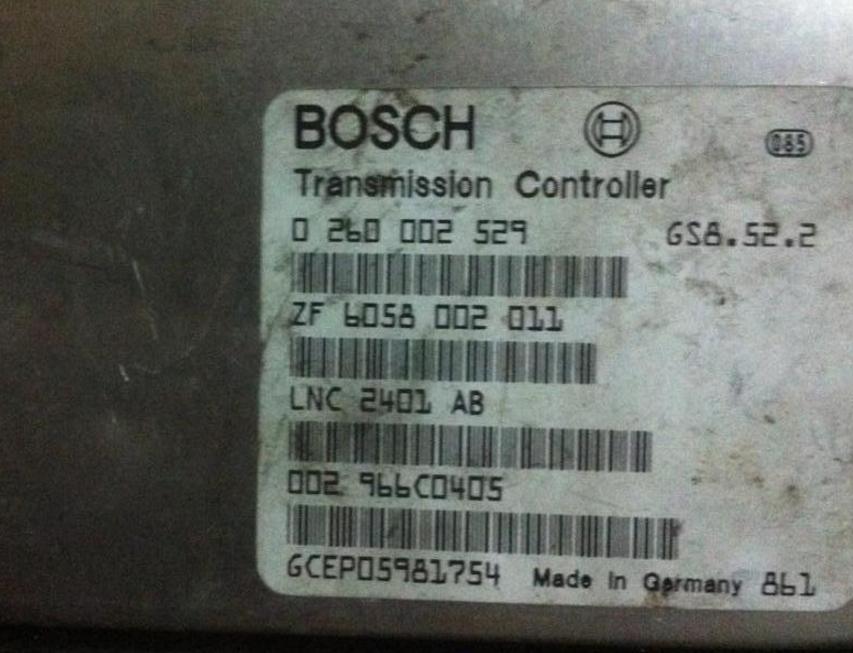 BOSCH 085
Transmission Controller
0 260 002 529 GS8.52.2
ZF 6058 002 011
LNC 2401 AB
002 966C0405
GCEP05981754 Made In Germany 861